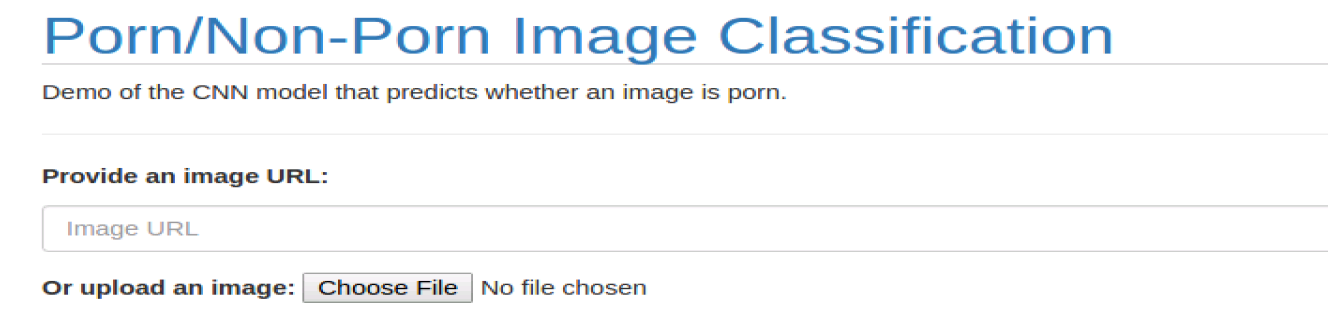 Porn/Non-Porn Image Classification
Demo of the CNN model that predicts whether an image is porn.
Provide an image URL:
Image URL
Or upload an image: Choose File No file chosen